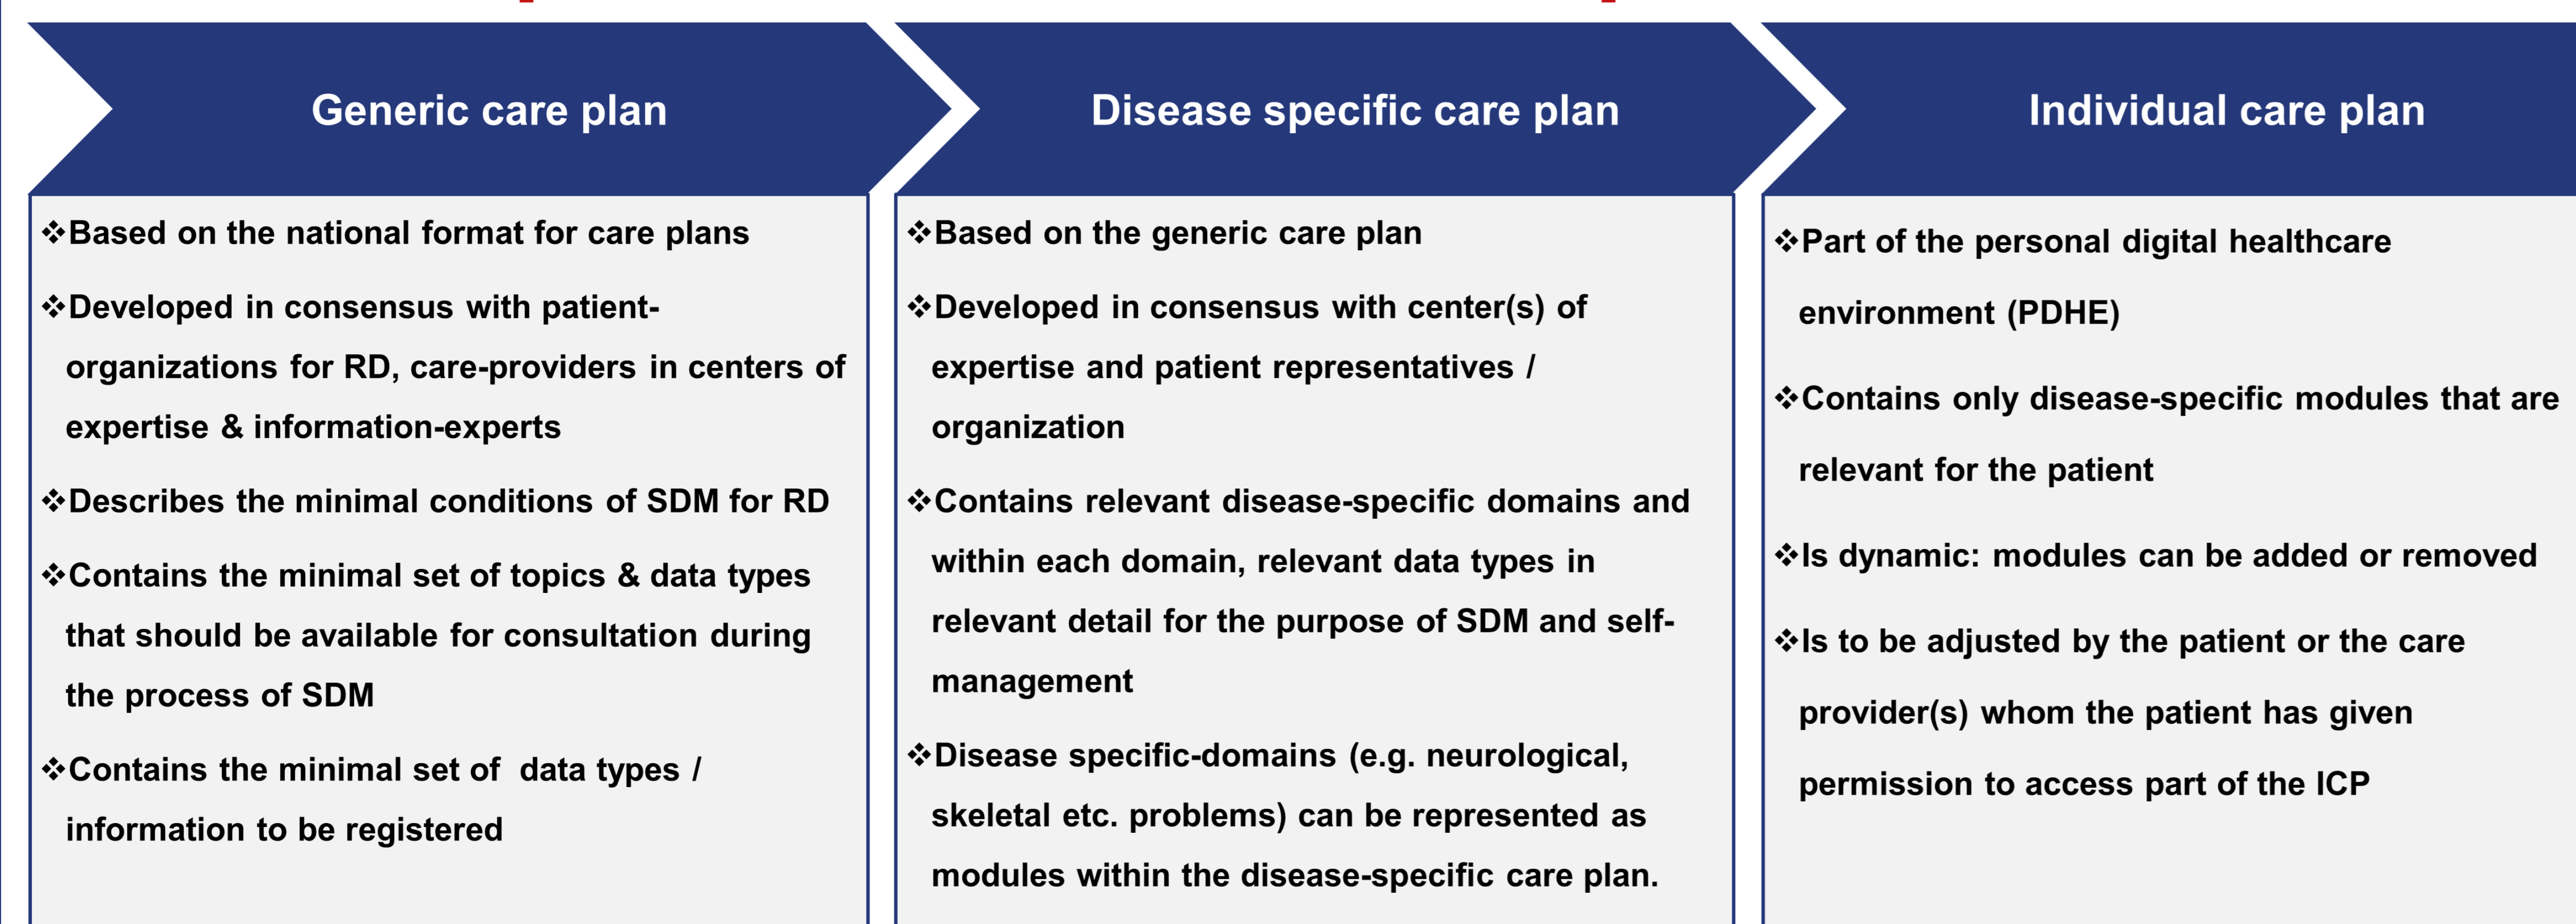 Generic care plan
❖Based on the national format for care plans
❖Developed in consensus with patient-
organizations for RD, care-providers in centers of
expertise & information-experts
❖Describes the minimal conditions of SDM for RD
❖Contains the minimal set of topics & data types
that should be available for consultation during
the process of SDM
❖Contains the minimal set of  data types /
information to be registered
Disease specific care plan
❖Based on the generic care plan
❖Developed in consensus with center(s) of
expertise and patient representatives /
organization
❖Contains relevant disease-specific domains and
within each domain, relevant data types in
relevant detail for the purpose of SDM and self-
management
❖Disease specific-domains (e.g. neurological,
skeletal etc. problems) can be represented as
modules within the disease-specific care plan.
Individual care plan
❖Part of the personal digital healthcare
environment (PDHE)
❖Contains only disease-specific modules that are
relevant for the patient
❖Is dynamic: modules can be added or removed
❖Is to be adjusted by the patient or the care
provider(s) whom the patient has given
permission to access part of the ICP